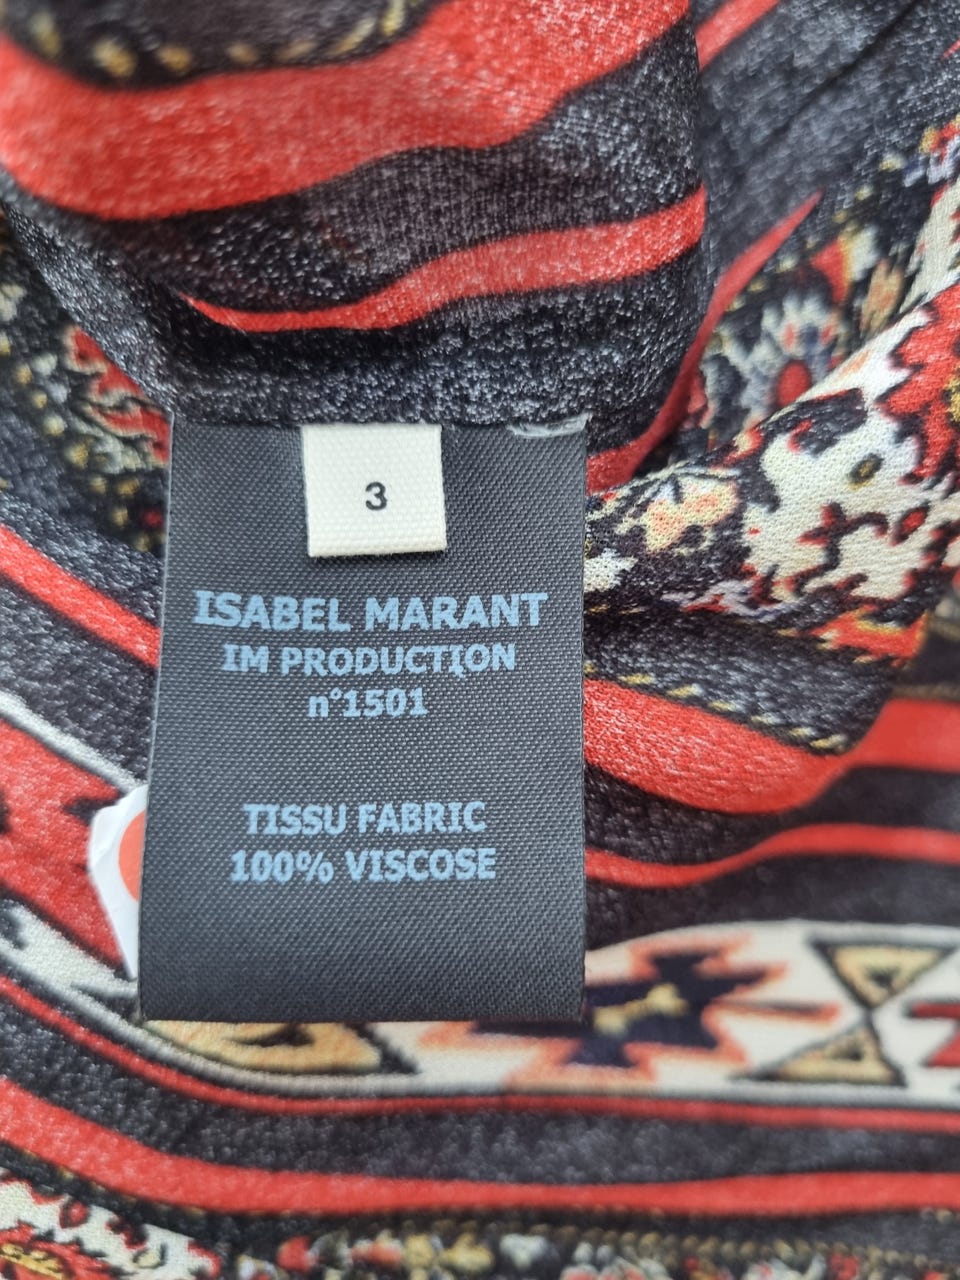 3
ISABEL MARANT
IM PRODUCTION
n°1501
TISSU FABRIC
100% VISCOSE